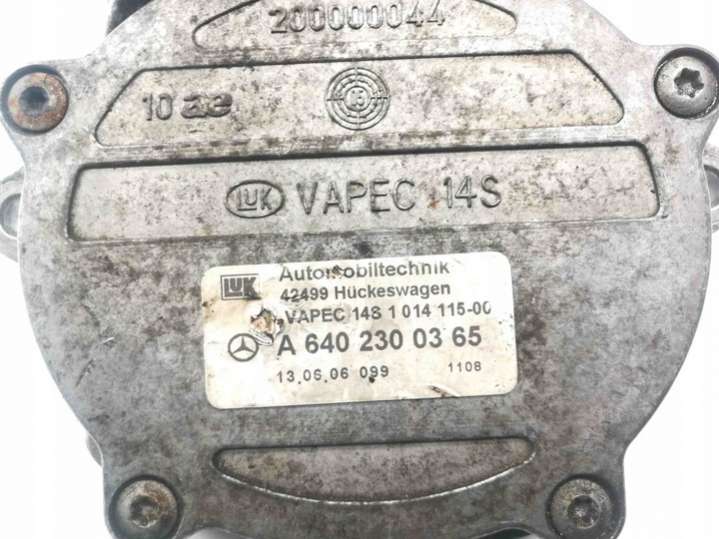 200000044
10 ae
05
LUK VAPEC 14S
LUK Automobiltechnik
42499 Hückeswagen
VAPEC 14S 1 014 115-00
A 640 230 03 65
13.06.06 099 1108